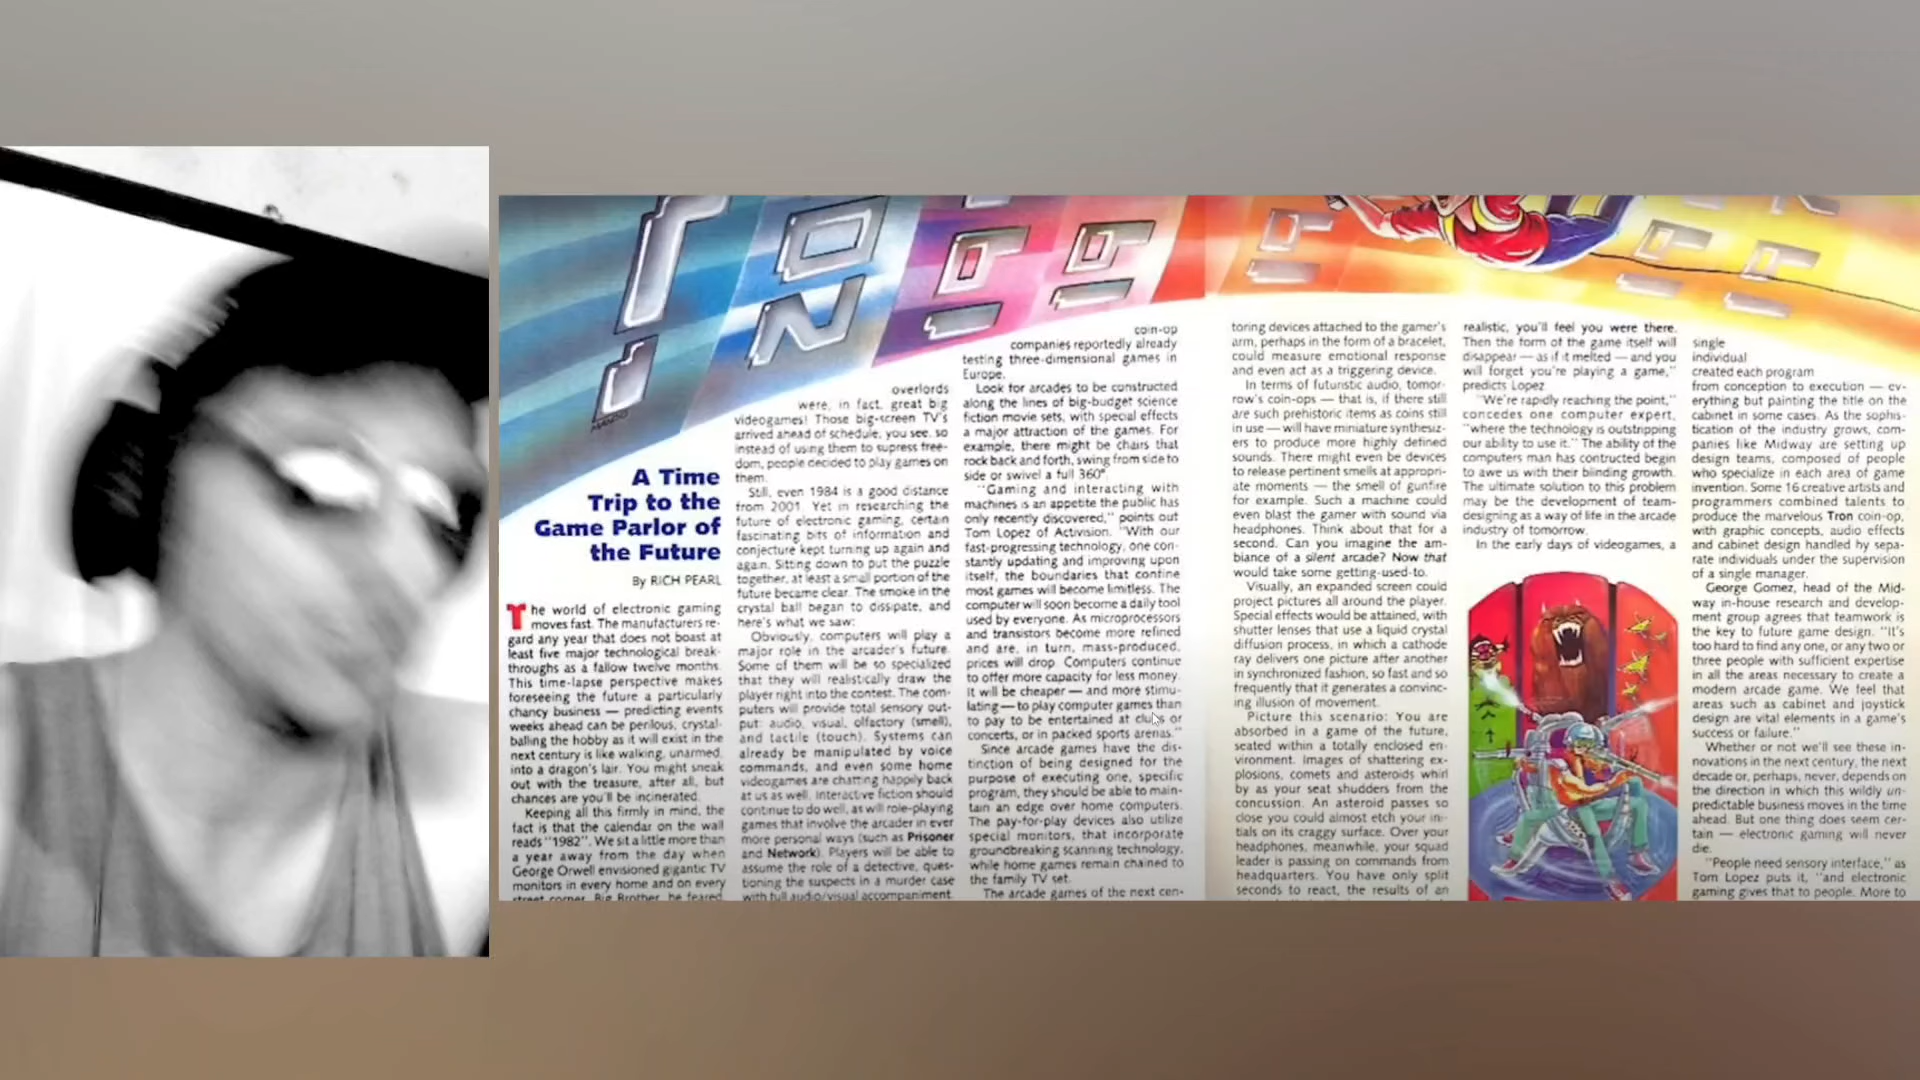 A Time
Trip to the
Game Parlor of
the Future
By RICH PEARL
The world of electronic gaming
moves fast. The manufacturers re-
gard any year that does not boast at
least five major technological break-
throughs as a fallow twelve months.
This time-lapse perspective makes
foreseeing the future a particularly
chancy business — predicting events
weeks ahead can be perilous, crystal-
balling the hobby as it will exist in the
next century is like walking, unarmed,
into a dragon's lair. You might sneak
out with the treasure, after all, but
chances are you'll be incinerated.
Keeping all this firmly in mind, the
fact is that the calendar on the wall
reads "1982". We sit a little more than
a year away from the day when
George Orwell envisioned gigantic TV
monitors in every home and on every
street corner. Big Brother, he feared,
overlords
were, in fact, great big
videogames! Those big-screen TV's
arrived ahead of schedule, you see, so
instead of using them to supress free-
dom, people decided to play games on
them.
Still, even 1984 is a good distance
from 2001. Yet in researching the
future of electronic gaming, certain
fascinating bits of information and
conjecture kept turning up again and
again. Sitting down to put the puzzle
together, at least a small portion of the
future became clear. The smoke in the
crystal ball began to dissipate, and
here's what we saw:
Obviously, computers will play a
major role in the arcader's future.
Some of them will be so specialized
that they will realistically draw the
player right into the contest. The com-
puters will provide total sensory out-
put: audio, visual, olfactory (smell),
and tactile (touch). Systems can
already be manipulated by voice
commands, and even some home
videogames are chatting happily back
at us as well. Interactive fiction should
continue to do well, as will role-playing
games that involve the arcader in ever
more personal ways (such as Prisoner
and Network). Players will be able to
assume the role of a detective, ques-
tioning the suspects in a murder case
with full audio/visual accompaniment.
coin-op
companies reportedly already
testing three-dimensional games in
Europe.
Look for arcades to be constructed
along the lines of big-budget science
fiction movie sets, with special effects
a major attraction of the games. For
example, there might be chairs that
rock back and forth, swing from side to
side or swivel a full 360°.
"Gaming and interacting with
machines is an appetite the public has
only recently discovered," points out
Tom Lopez of Activision. "With our
fast-progressing technology, one con-
stantly updating and improving upon
itself, the boundaries that confine
most games will become limitless. The
computer will soon become a daily tool
used by everyone. As microprocessors
and transistors become more refined
and are, in turn, mass-produced,
prices will drop. Computers continue
to offer more capacity for less money.
It will be cheaper — and more stimu-
lating — to play computer games than
to pay to be entertained at clubs or
concerts, or in packed sports arenas."
Since arcade games have the dis-
tinction of being designed for the
purpose of executing one, specific
program, they should be able to main-
tain an edge over home computers.
The pay-for-play devices also utilize
special monitors, that incorporate
groundbreaking scanning technology,
while home games remain chained to
the family TV set.
The arcade games of the next cen-
toring devices attached to the gamer's
arm, perhaps in the form of a bracelet,
could measure emotional response
and even act as a triggering device.
In terms of futuristic audio, tomor-
row's coin-ops — that is, if there still
are such prehistoric items as coins still
in use — will have miniature synthesiz-
ers to produce more highly defined
sounds. There might even be devices
to release pertinent smells at appropri-
ate moments — the smell of gunfire
for example. Such a machine could
even blast the gamer with sound via
headphones. Think about that for a
second. Can you imagine the am-
biance of a silent arcade? Now that
would take some getting-used-to.
Visually, an expanded screen could
project pictures all around the player.
Special effects would be attained, with
shutter lenses that use a liquid crystal
diffusion process, in which a cathode
ray delivers one picture after another
in synchronized fashion, so fast and so
frequently that it generates a convinc-
ing illusion of movement.
Picture this scenario: You are
absorbed in a game of the future,
seated within a totally enclosed en-
vironment. Images of shattering ex-
plosions, comets and asteroids whirl
by as your seat shudders from the
concussion. An asteroid passes so
close you could almost etch your ini-
tials on its craggy surface. Over your
headphones, meanwhile, your squad
leader is passing on commands from
headquarters. You have only split
seconds to react, the results of an
realistic, you'll feel you were there.
Then the form of the game itself will
disappear — as if it melted — and you
will forget you're playing a game,"
predicts Lopez
"We're rapidly reaching the point,"
concedes one computer expert,
"where the technology is outstripping
our ability to use it." The ability of the
computers man has contructed begin
to awe us with their blinding growth.
The ultimate solution to this problem
may be the development of team-
designing as a way of life in the arcade
industry of tomorrow.
In the early days of videogames, a
single
individual
created each program
from conception to execution — ev-
erything but painting the title on the
cabinet in some cases. As the sophis-
tication of the industry grows, com-
panies like Midway are setting up
design teams, composed of people
who specialize in each area of game
invention. Some 16 creative artists and
programmers combined talents to
produce the marvelous Tron coin-op,
with graphic concepts, audio effects
and cabinet design handled by sepa-
rate individuals under the supervision
of a single manager.
George Gomez, head of the Mid-
way in-house research and develop-
ment group agrees that teamwork is
the key to future game design. "It's
too hard to find any one, or any two or
three people with sufficient expertise
in all the areas necessary to create a
modern arcade game. We feel that
areas such as cabinet and joystick
design are vital elements in a game's
success or failure."
Whether or not we'll see these in-
novations in the next century, the next
decade or, perhaps, never, depends on
the direction in which this wildly un-
predictable business moves in the time
ahead. But one thing does seem cer-
tain — electronic gaming will never
die.
"People need sensory interface," as
Tom Lopez puts it, "and electronic
gaming gives that to people. More to